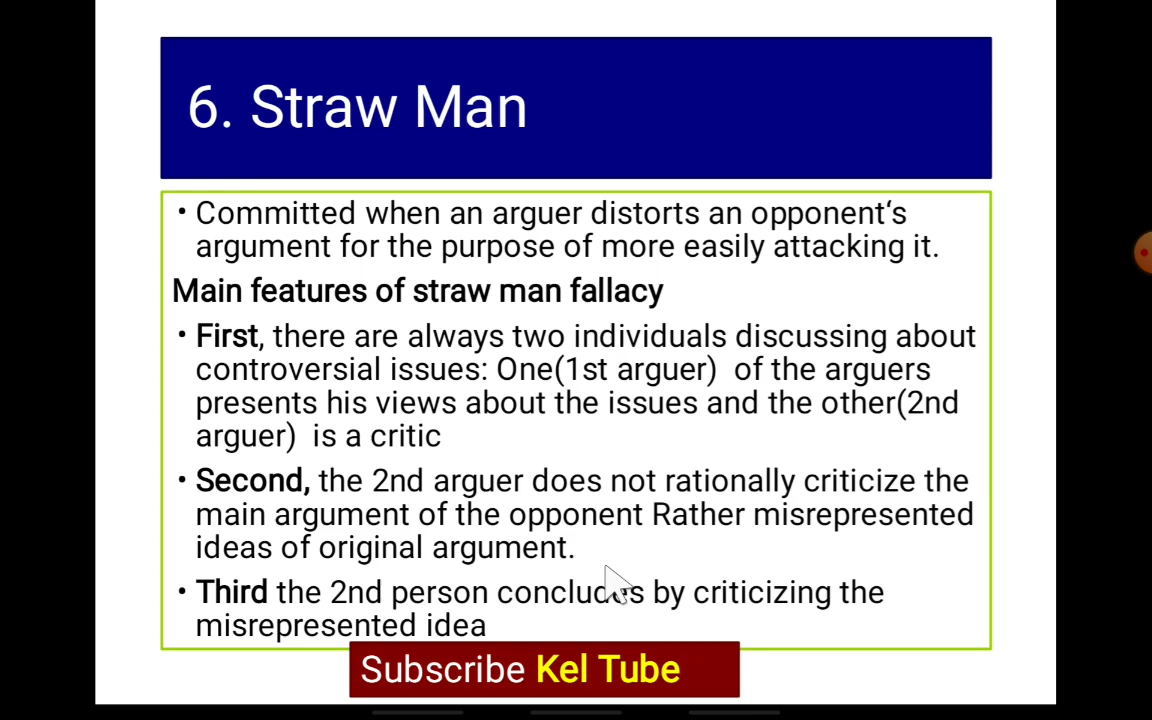 6. Straw Man
• Committed when an arguer distorts an opponent‘s
argument for the purpose of more easily attacking it.
Main features of straw man fallacy
• First, there are always two individuals discussing about
controversial issues: One(1st arguer) of the arguers
presents his views about the issues and the other(2nd
arguer) is a critic
• Second, the 2nd arguer does not rationally criticize the
main argument of the opponent Rather misrepresented
ideas of original argument.
• Third the 2nd person concludes by criticizing the
misrepresented idea
Subscribe Kel Tube